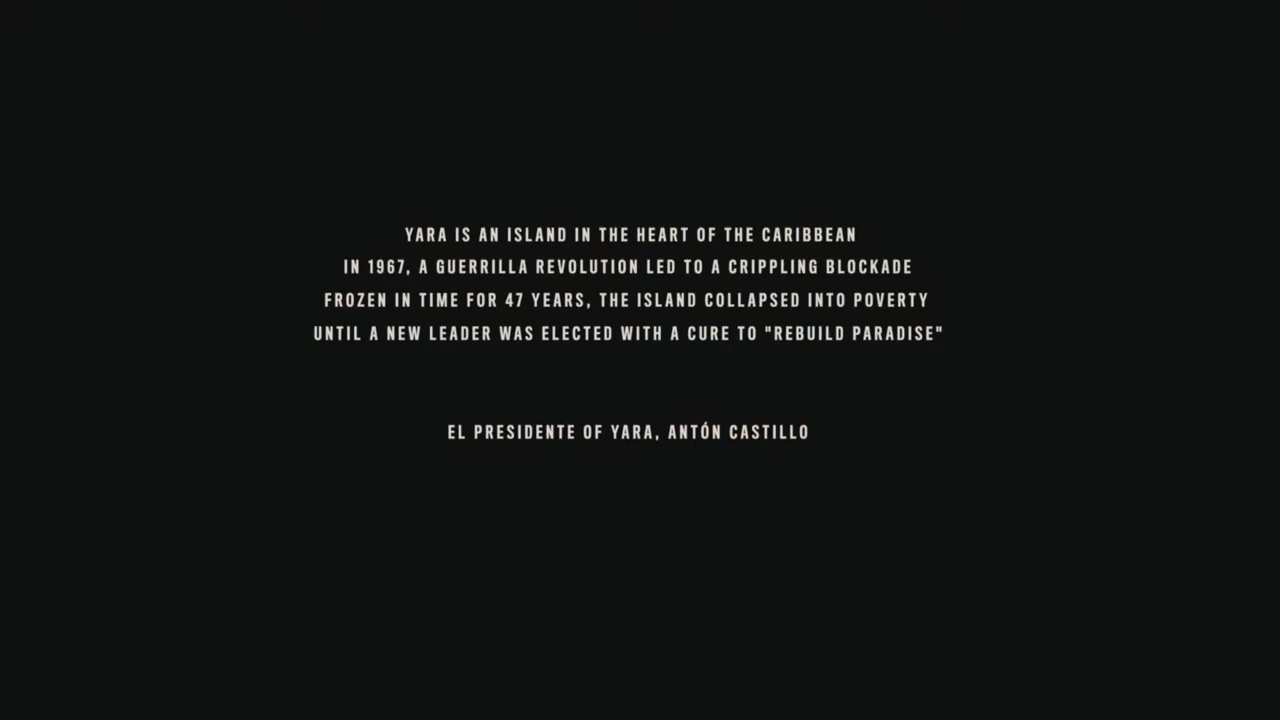 YARA IS AN ISLAND IN THE HEART OF THE CARIBBEAN
IN 1967, A GUERRILLA REVOLUTION LED TO A CRIPPLING BLOCKADE
FROZEN IN TIME FOR 47 YEARS, THE ISLAND COLLAPSED INTO POVERTY
UNTIL A NEW LEADER WAS ELECTED WITH A CURE TO "REBUILD PARADISE"
EL PRESIDENTE OF YARA, ANTÓN CASTILLO